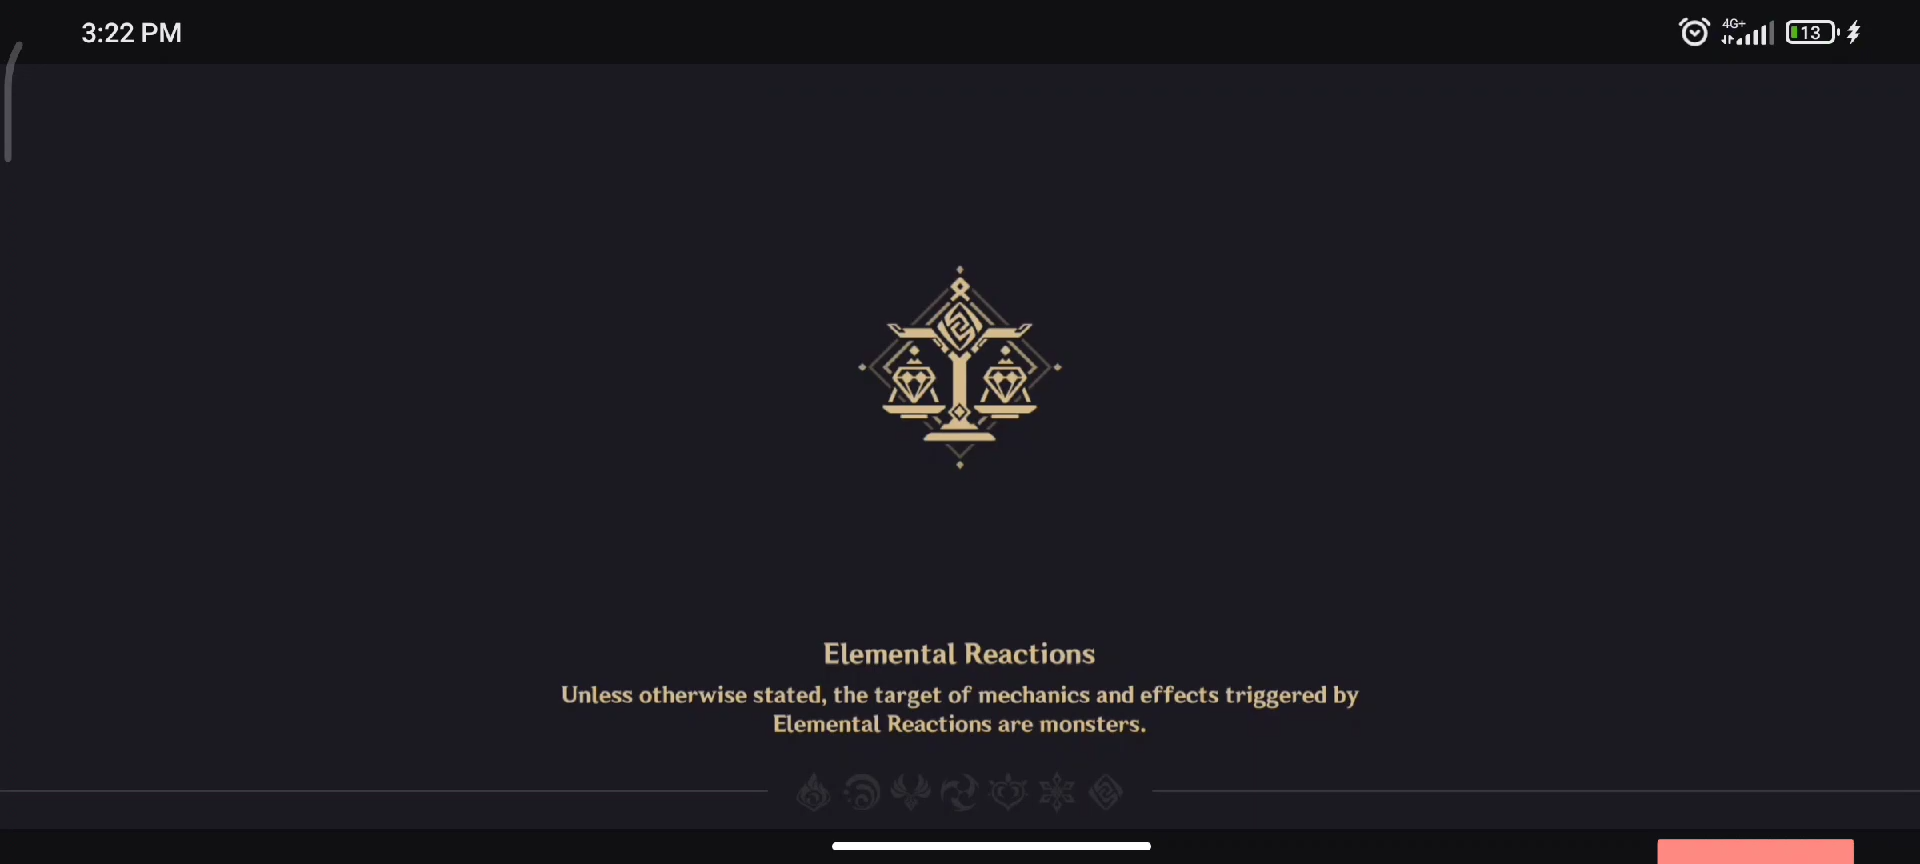 3:22 PM
4G+
13
Elemental Reactions
Unless otherwise stated, the target of mechanics and effects triggered by
Elemental Reactions are monsters.